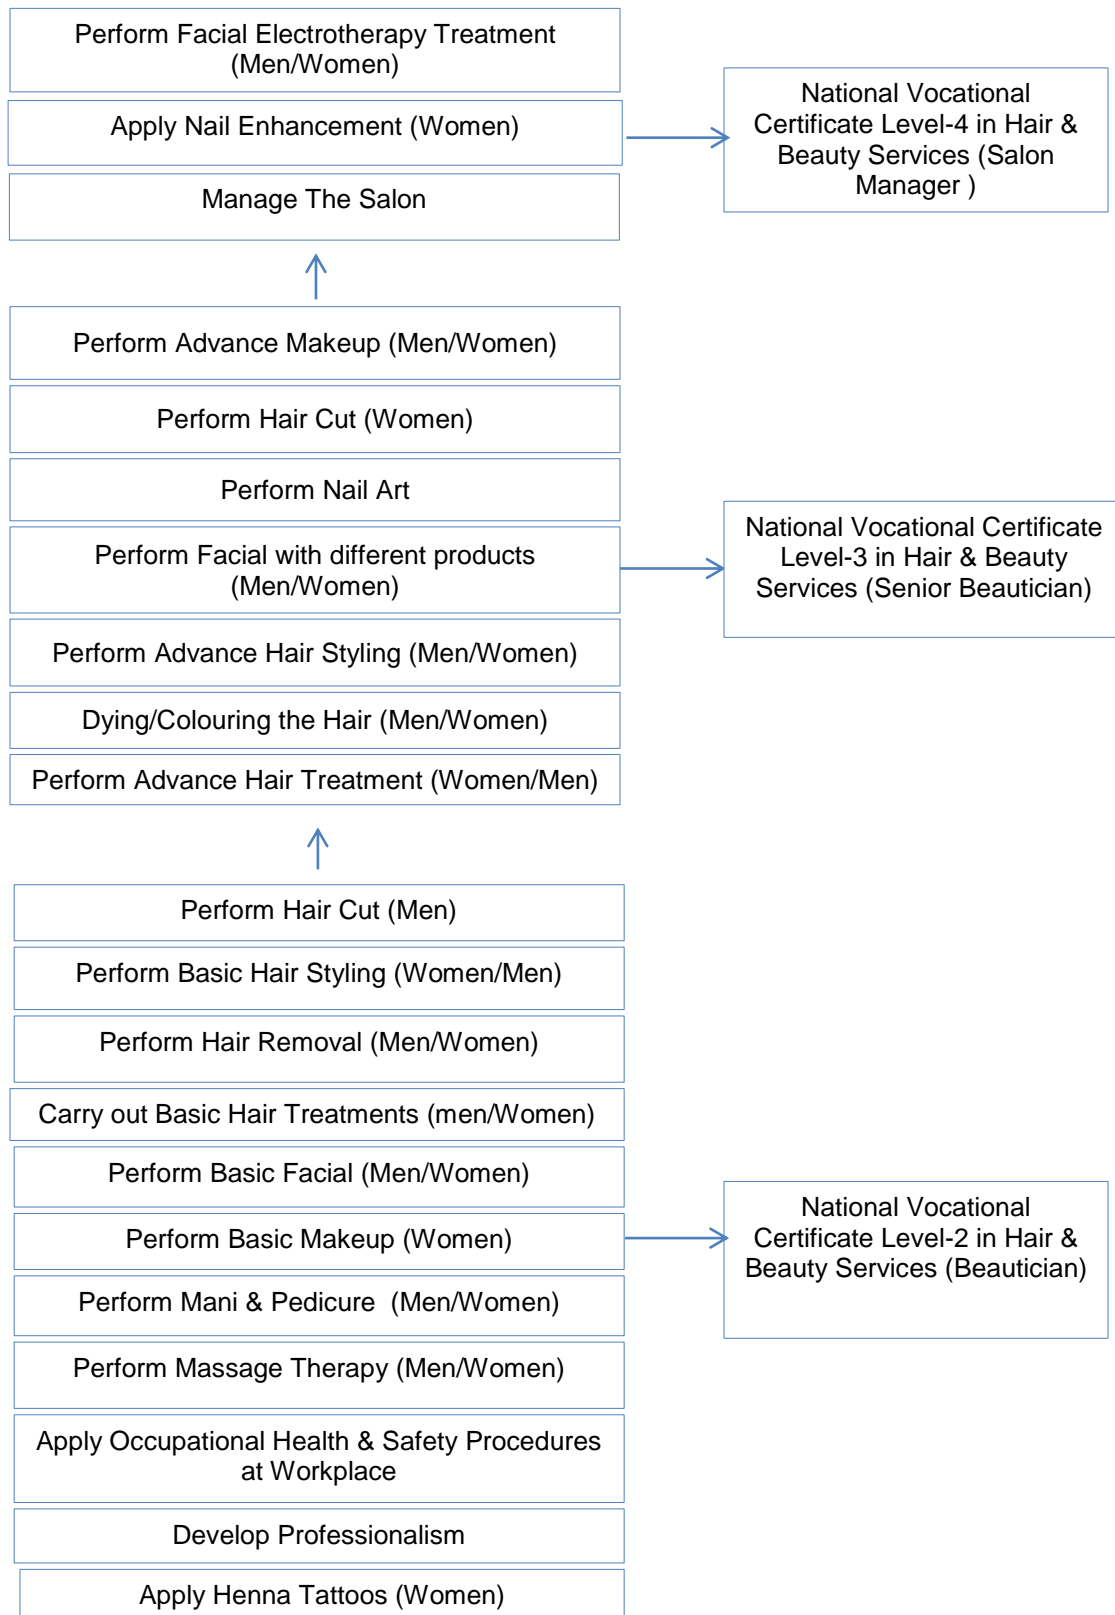 Perform Facial Electrotherapy Treatment
(Men/Women)
Apply Nail Enhancement (Women)
Manage The Salon
National Vocational
Certificate Level-4 in Hair &
Beauty Services (Salon
Manager )
Perform Advance Makeup (Men/Women)
Perform Hair Cut (Women)
Perform Nail Art
Perform Facial with different products
(Men/Women)
Perform Advance Hair Styling (Men/Women)
Dying/Colouring the Hair (Men/Women)
Perform Advance Hair Treatment (Women/Men)
National Vocational Certificate
Level-3 in Hair & Beauty
Services (Senior Beautician)
Perform Hair Cut (Men)
Perform Basic Hair Styling (Women/Men)
Perform Hair Removal (Men/Women)
Carry out Basic Hair Treatments (men/Women)
Perform Basic Facial (Men/Women)
Perform Basic Makeup (Women)
Perform Mani & Pedicure  (Men/Women)
Perform Massage Therapy (Men/Women)
Apply Occupational Health & Safety Procedures
at Workplace
Develop Professionalism
Apply Henna Tattoos (Women)
National Vocational
Certificate Level-2 in Hair &
Beauty Services (Beautician)